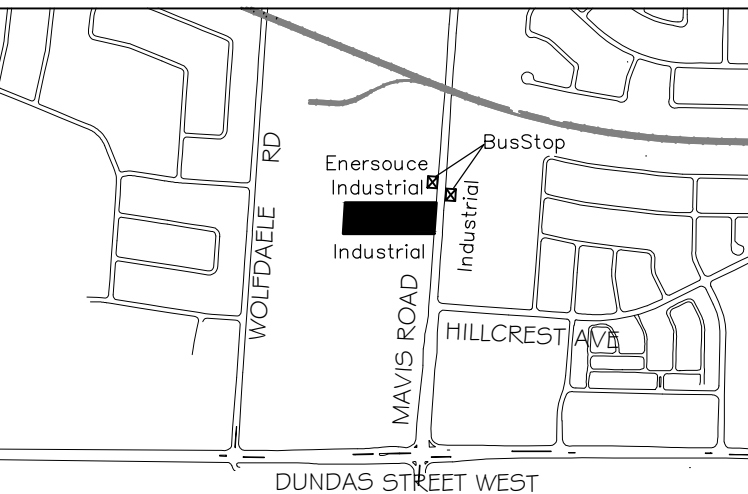 BusStop
Enersouce
Industrial
Industrial
Industrial
WOLFDAELE RD
MAVIS ROAD
HILLCREST AVE
DUNDAS STREET WEST